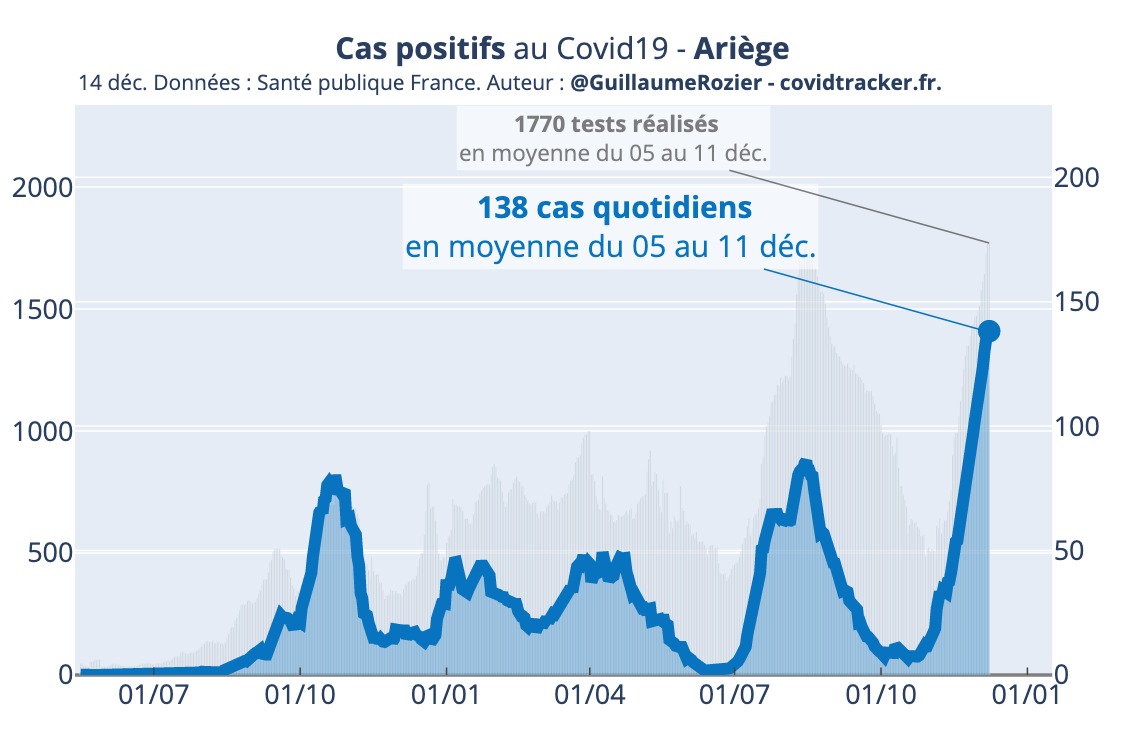 Cas positifs au Covid19 - Ariège
14 déc. Données : Santé publique France. Auteur : @GuillaumeRozier - covidtracker.fr.
1770 tests réalisés
en moyenne du 05 au 11 déc.
138 cas quotidiens
en moyenne du 05 au 11 déc.
2000
1500
1000
500
0
200
150
100
50
0
01/07
01/10
01/01
01/04
01/07
01/10
01/01